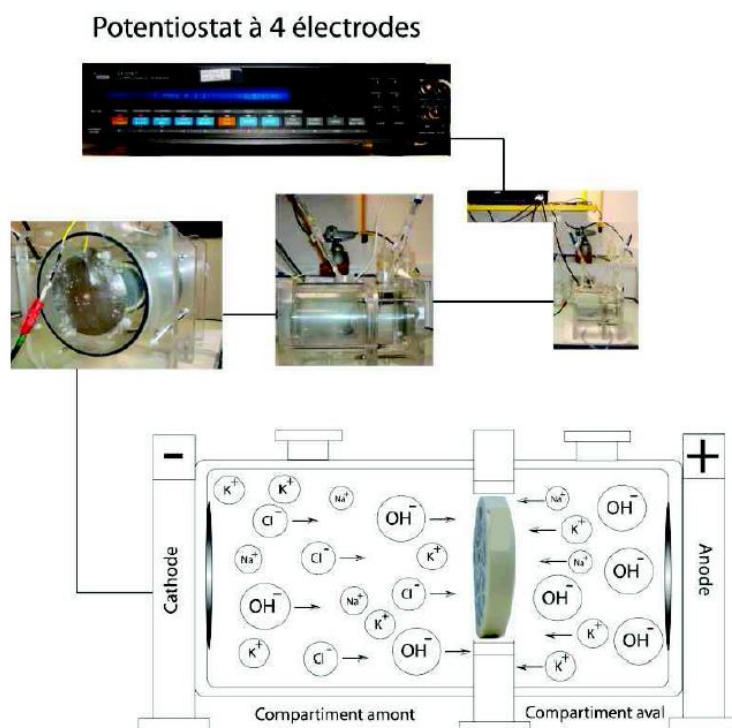 Potentiostat à 4 électrodes
-
+
K+
K+
Na+
Cl-
OH-
Na+
Cl-
K+
OH-
Na+
Cl-
K+
K+
Cl-
OH-
Na+
OH-
K+
Na+
OH-
OH-
K+
OH-
K+
Cathode
Anode
Compartiment amont
Compartiment aval